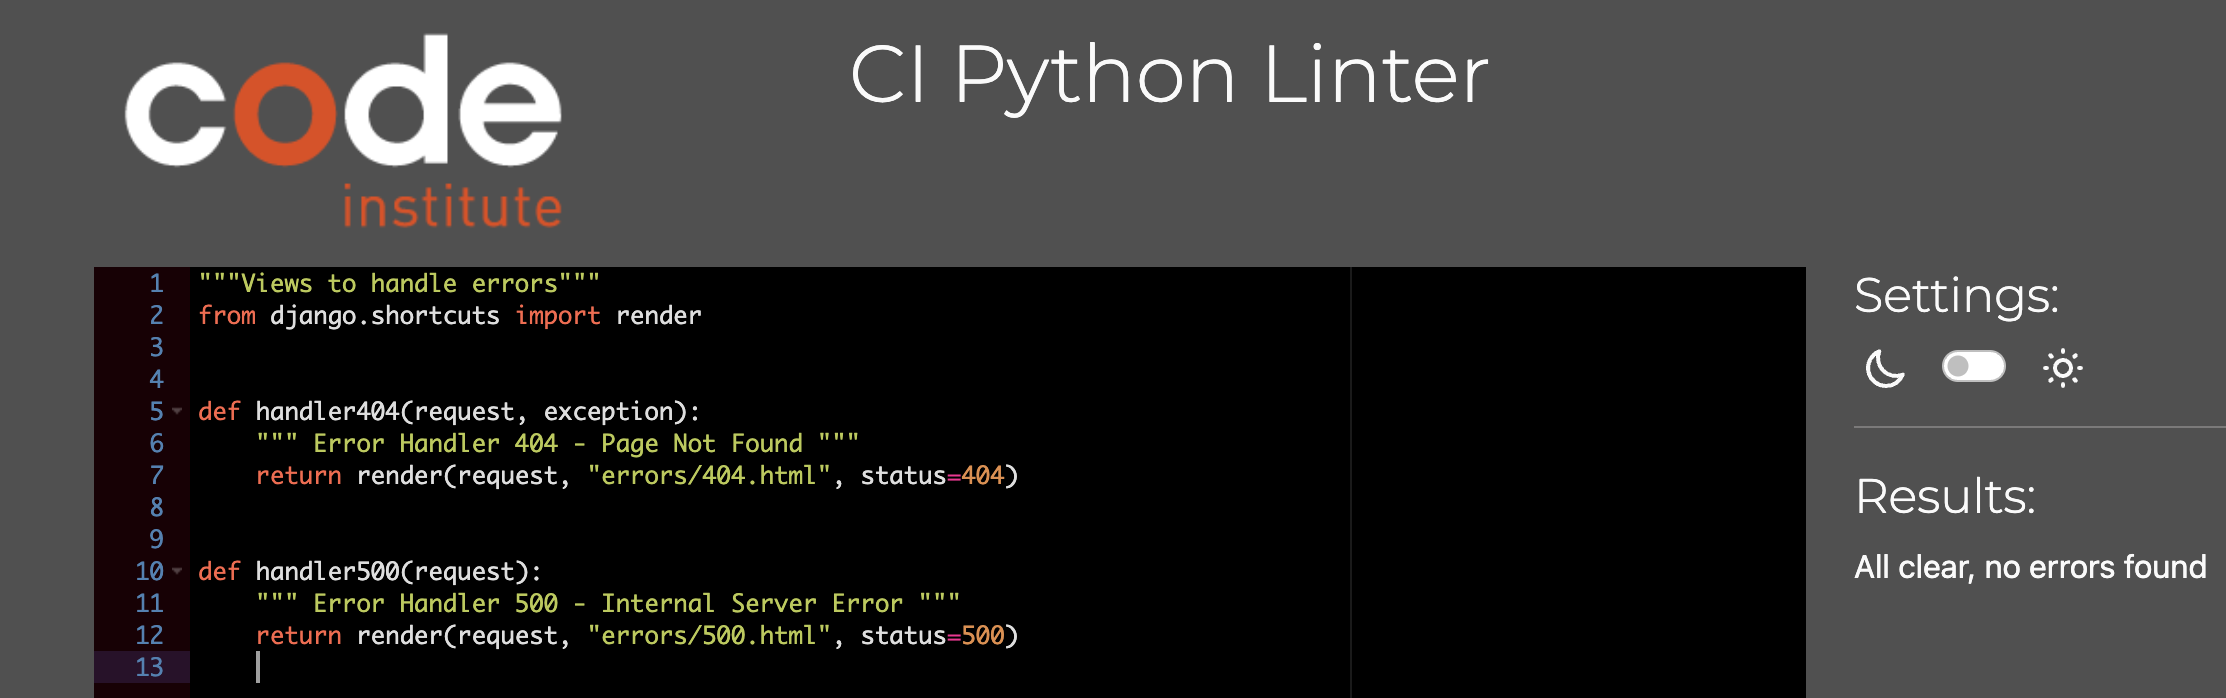 code
institute
CI Python Linter
1 """Views to handle errors"""
2 from django.shortcuts import render
3
4
5 def handler404(request, exception):
6     """ Error Handler 404 - Page Not Found """
7     return render(request, "errors/404.html", status=404)
8
9
10 def handler500(request):
11     """ Error Handler 500 - Internal Server Error """
12     return render(request, "errors/500.html", status=500)
13
Settings:
Results:
All clear, no errors found